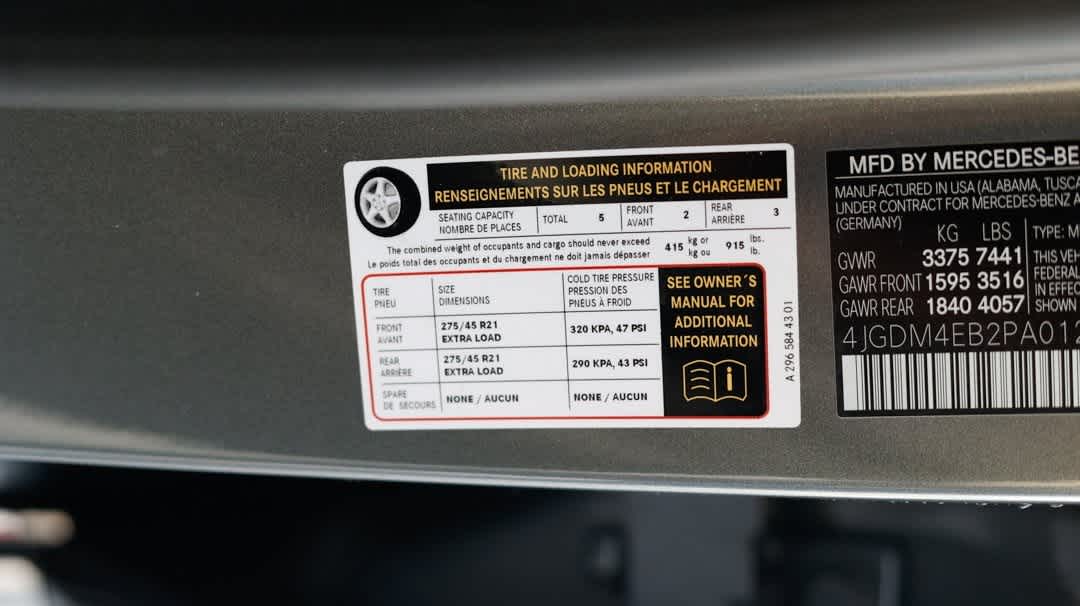 TIRE AND LOADING INFORMATION
RENSEIGNEMENTS SUR LES PNEUS ET LE CHARGEMENT
SEATING CAPACITY
NOMBRE DE PLACES
TOTAL 5
FRONT
AVANT
2
REAR
ARRIÈRE
3
The combined weight of occupants and cargo should never exceed
Le poids total des occupants et du chargement ne doit jamais dépasser
415 kg or
kg ou
915 lbs.
lb.
TIRE
PNEU
SIZE
DIMENSIONS
COLD TIRE PRESSURE
PRESSION DES
PNEUS À FROID
FRONT
AVANT
275/45 R21
EXTRA LOAD
320 KPA, 47 PSI
REAR
ARRIÈRE
275/45 R21
EXTRA LOAD
290 KPA, 43 PSI
SPARE
DE SECOURS
NONE / AUCUN
NONE / AUCUN
SEE OWNER´S
MANUAL FOR
ADDITIONAL
INFORMATION
i
A 296 584 43 01
MFD BY MERCEDES-BE
MANUFACTURED IN USA (ALABAMA, TUSCA
UNDER CONTRACT FOR MERCEDES-BENZ A
(GERMANY)
KG LBS
GVWR 3375 7441
GAWR FRONT 1595 3516
GAWR REAR 1840 4057
TYPE: M
THIS VEH
FEDERAL
IN EFFEC
SHOWN
4JGDM4EB2PA012